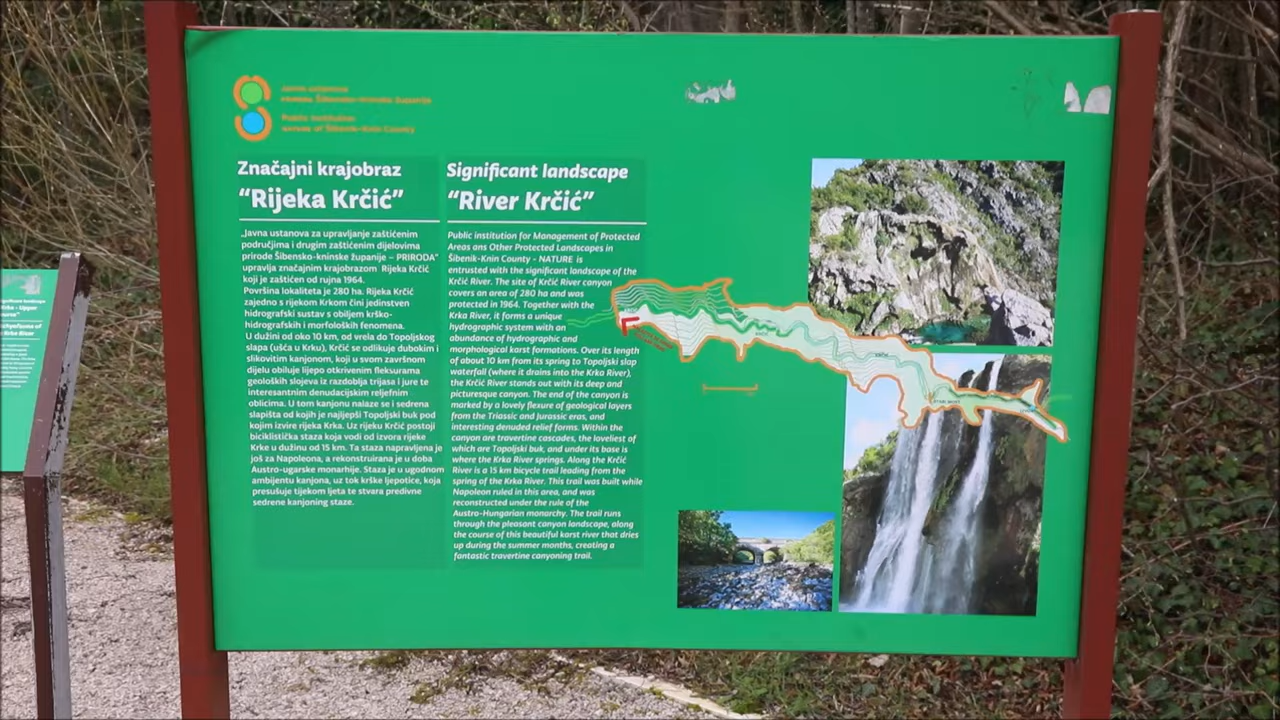 Javna ustanova
PRIRODA Šibensko-kninske županije
Public institution
NATURE of Šibenik-Knin County
Značajni krajobraz
“Rijeka Krčić”
„Javna ustanova za upravljanje zaštićenim
područjima i drugim zaštićenim dijelovima
prirode Šibensko-kninske županije – PRIRODA“
upravlja značajnim krajobrazom Rijeka Krčić
koji je zaštićen od rujna 1964.
Površina lokaliteta je 280 ha. Rijeka Krčić
zajedno s rijekom Krkom čini jedinstven
hidrografski sustav s obiljem krško-
hidrografskih i morfoloških fenomena.
U dužini od oko 10 km, od vrela do Topoljskog
slapa (ušća u Krku), Krčić se odlikuje dubokim i
slikovitim kanjonom, koji u svom završnom
dijelu obiluje lijepo otkrivenim fleksurama
geoloških slojeva iz razdoblja trijasa i jure te
interesantnim denudacijskim reljefnim
oblicima. U tom kanjonu nalaze se i sedrena
slapišta od kojih je najljepši Topoljski buk pod
kojim izvire rijeka Krka. Uz rijeku Krčić postoji
biciklistička staza koja vodi od izvora rijeke
Krke u dužinu od 15 km. Ta staza napravljena je
još za Napoleona, a rekonstruirana je u doba
Austro-ugarske monarhije. Staza je u ugodnom
ambijentu kanjona, uz tok krške ljepotice, koja
presušuje tijekom ljeta te stvara predivne
sedrene kanjoning staze.
Significant landscape
“River Krčić”
Public institution for Management of Protected
Areas ans Other Protected Landscapes in
Šibenik-Knin County - NATURE is
entrusted with the significant landscape of the
Krčić River. The site of Krčić River canyon
covers an area of 280 ha and was
protected in 1964. Together with the
Krka River, it forms a unique
hydrographic system with an
abundance of hydrographic and
morphological karst formations. Over its length
of about 10 km from its spring to Topoljski slap
waterfall (where it drains into the Krka River),
the Krčić River stands out with its deep and
picturesque canyon. The end of the canyon is
marked by a lovely flexure of geological layers
from the Triassic and Jurassic eras, and
interesting denuded relief forms. Within the
canyon are travertine cascades, the loveliest of
which are Topoljski buk, and under its base is
where the Krka River springs. Along the Krčić
River is a 15 km bicycle trail leading from the
spring of the Krka River. This trail was built while
Napoleon ruled in this area, and was
reconstructed under the rule of the
Austro-Hungarian monarchy. The trail runs
through the pleasant canyon landscape, along
the course of this beautiful karst river that dries
up during the summer months, creating a
fantastic travertine canyoning trail.